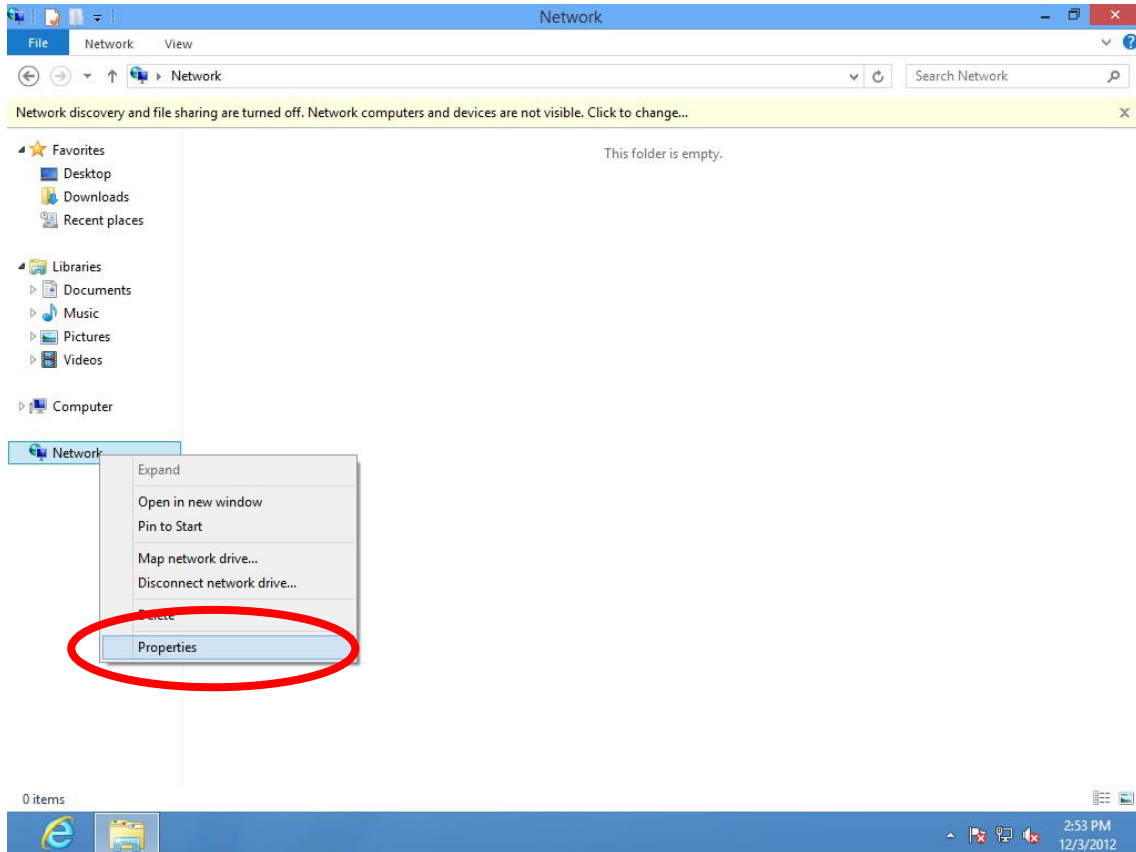 Network
File Network View
Network Search Network
Network discovery and file sharing are turned off. Network computers and devices are not visible. Click to change...
Favorites
Desktop
Downloads
Recent places
Libraries
Documents
Music
Pictures
Videos
Computer
Network
This folder is empty.
Expand
Open in new window
Pin to Start
Map network drive...
Disconnect network drive...
Delete
Properties
0 items
2:53 PM
12/3/2012